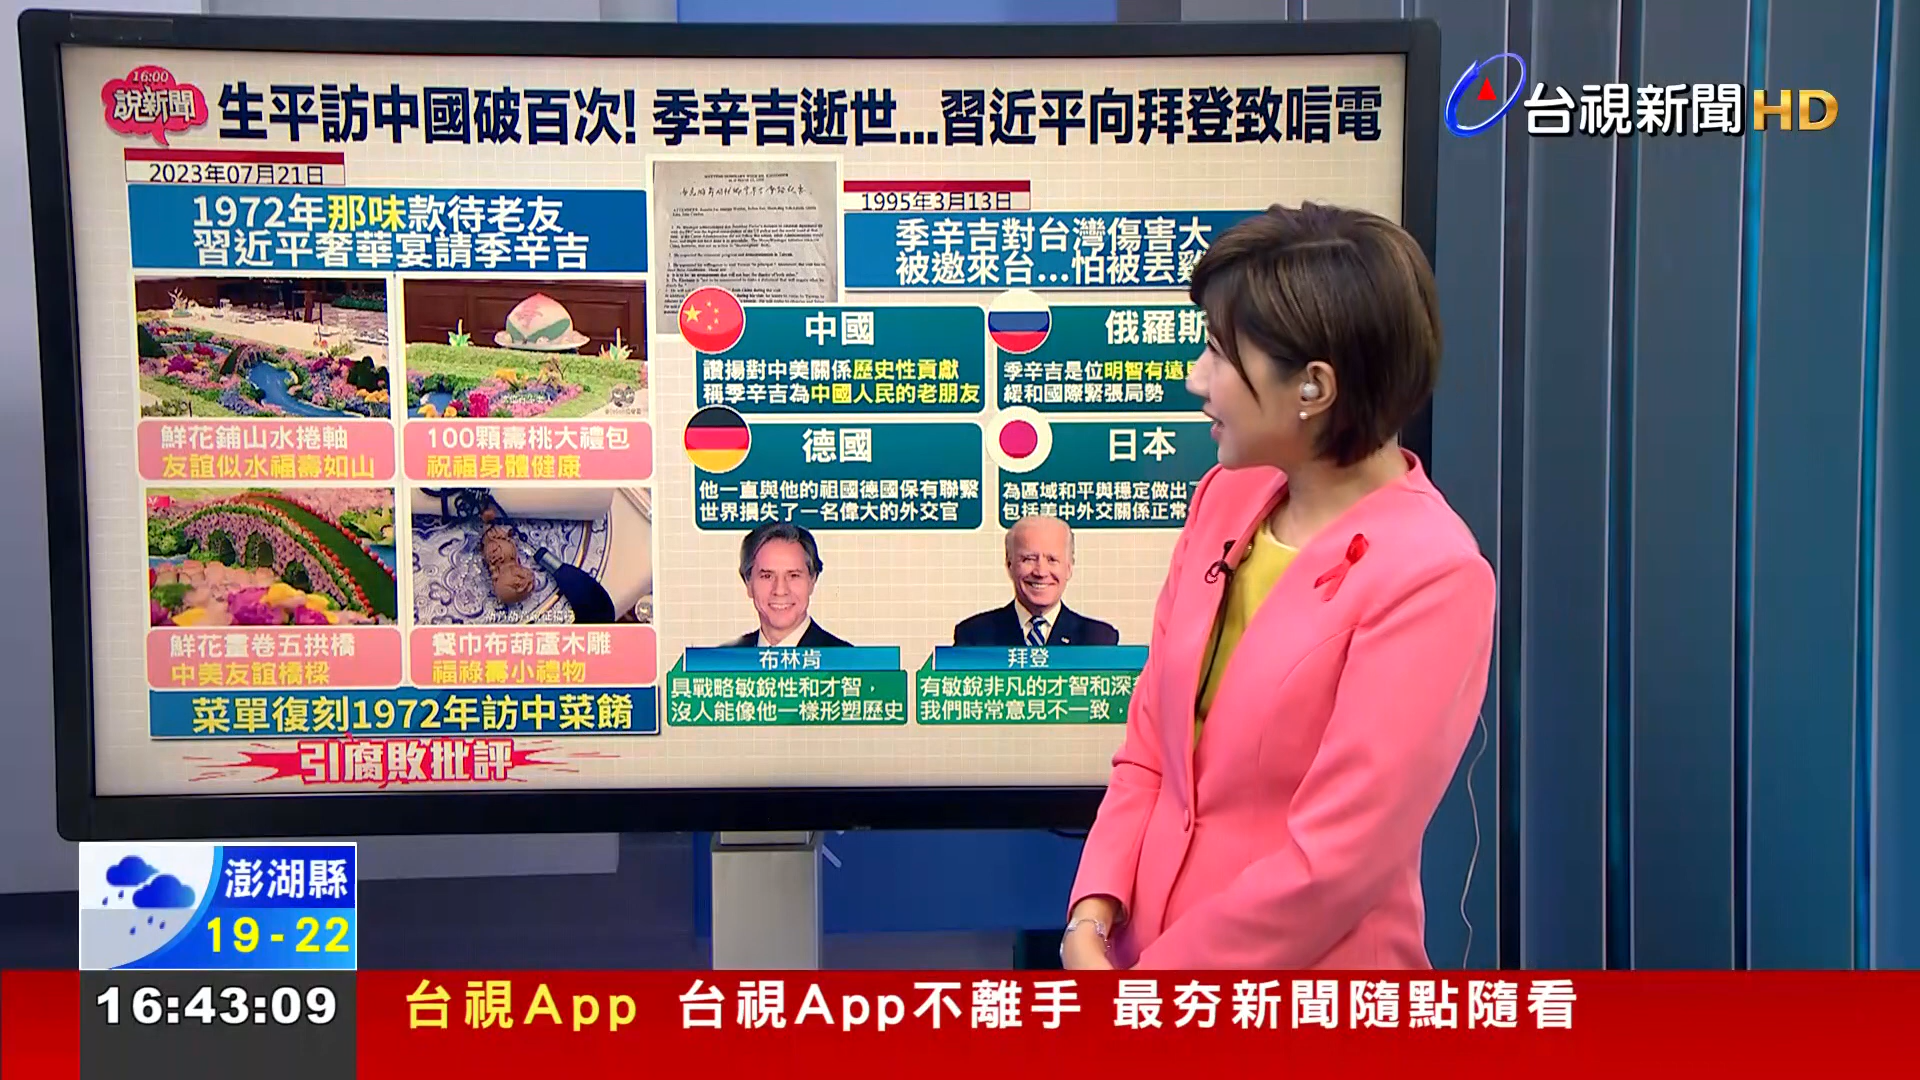 16:00
說新聞
生平訪中國破百次! 季辛吉逝世...習近平向拜登致唁電
台視新聞HD
2023年07月21日
1972年那味款待老友
習近平奢華宴請季辛吉
鮮花鋪山水捲軸
友誼似水福壽如山
100顆壽桃大禮包
祝福身體健康
鮮花畫卷五拱橋
中美友誼橋樑
餐巾布葫蘆木雕
福祿壽小禮物
菜單復刻1972年訪中菜餚
引腐敗批評
1995年3月13日
季辛吉對台灣傷害大
被邀來台...怕被丟雞
中國
讚揚對中美關係歷史性貢獻
稱季辛吉為中國人民的老朋友
俄羅斯
季辛吉是位明智有遠
緩和國際緊張局勢
德國
他一直與他的祖國德國保有聯繫
世界損失了一名偉大的外交官
日本
為區域和平與穩定做出
包括美中外交關係正常
布林肯
具戰略敏銳性和才智，
沒人能像他一樣形塑歷史
拜登
有敏銳非凡的才智和深
我們時常意見不一致，
澎湖縣
19-22
16:43:09
台視App 台視App不離手 最夯新聞隨點隨看